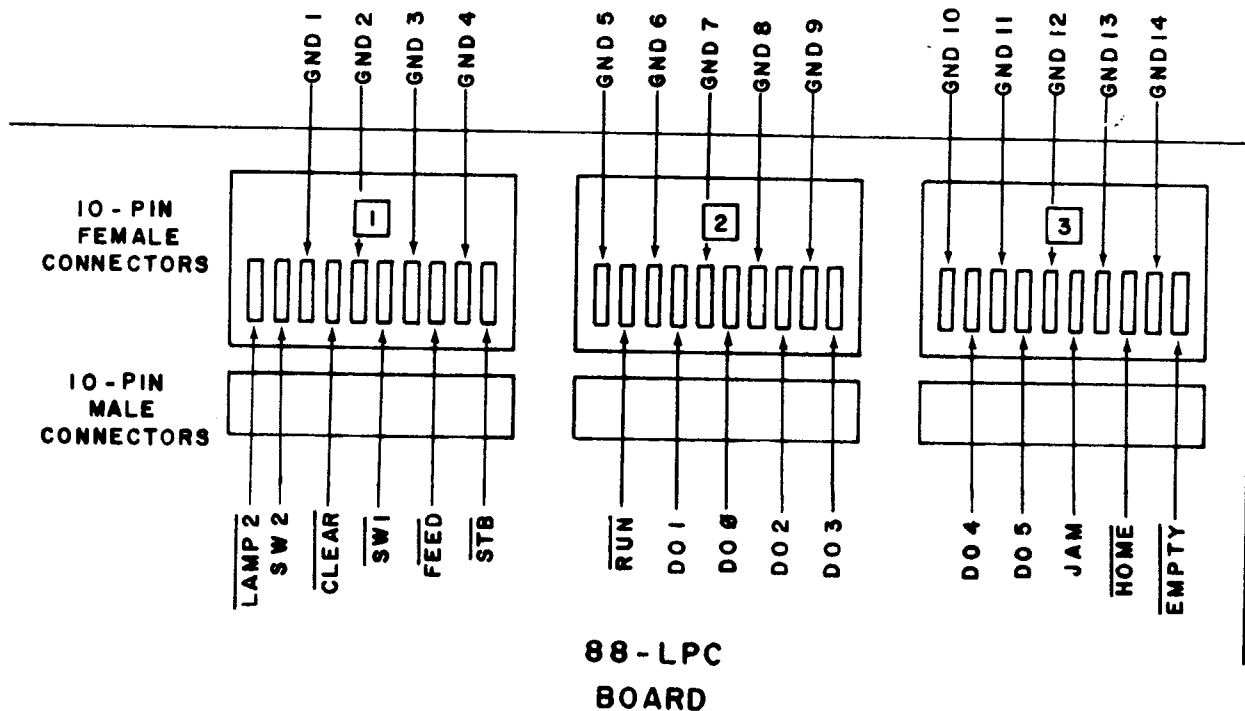 GND 1
GND 2
GND 3
GND 4
GND 5
GND 6
GND 7
GND 8
GND 9
GND 10
GND 11
GND 12
GND 13
GND 14
10-PIN
FEMALE
CONNECTORS
1
2
3
10-PIN
MALE
CONNECTORS
LAMP 2
SW 2
CLEAR
SW1
FEED
STB
RUN
DO 1
DO Ø
DO 2
DO 3
DO 4
DO 5
JAM
HOME
EMPTY
88-LPC
BOARD